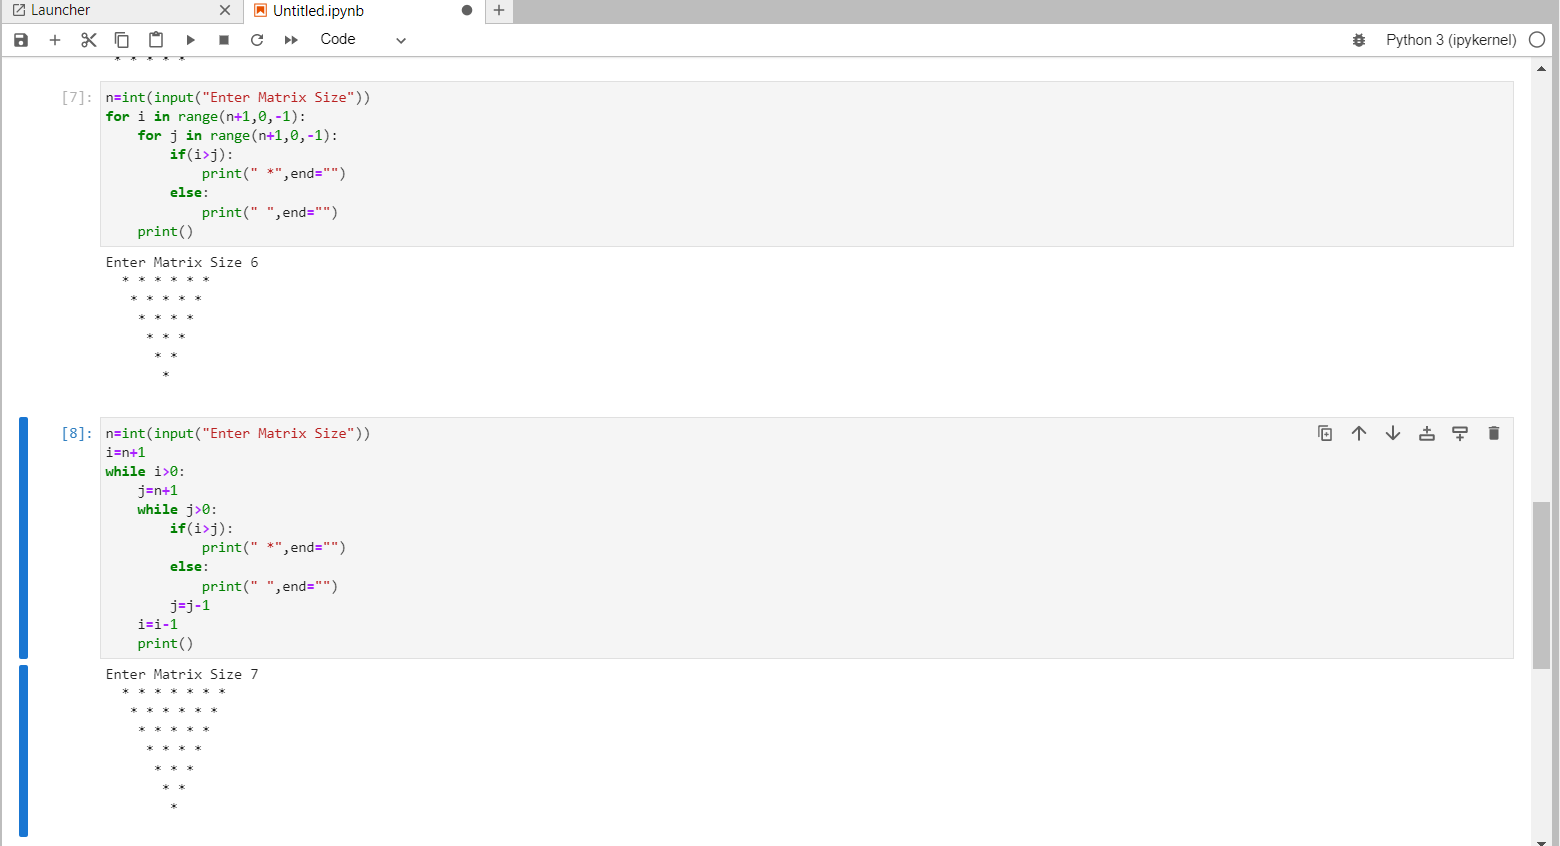 Launcher
Untitled.ipynb
Code
Python 3 (ipykernel)
* * * * *
[7]:
n=int(input("Enter Matrix Size"))
for i in range(n+1,0,-1):
    for j in range(n+1,0,-1):
        if(i>j):
            print(" *",end="")
        else:
            print(" ",end="")
    print()
Enter Matrix Size 6
  * * * * * *
   * * * * *
    * * * *
     * * *
      * *
       *
[8]:
n=int(input("Enter Matrix Size"))
i=n+1
while i>0:
    j=n+1
    while j>0:
        if(i>j):
            print(" *",end="")
        else:
            print(" ",end="")
        j=j-1
    i=i-1
    print()
Enter Matrix Size 7
  * * * * * * *
   * * * * * *
    * * * * *
     * * * *
      * * *
       * *
        *